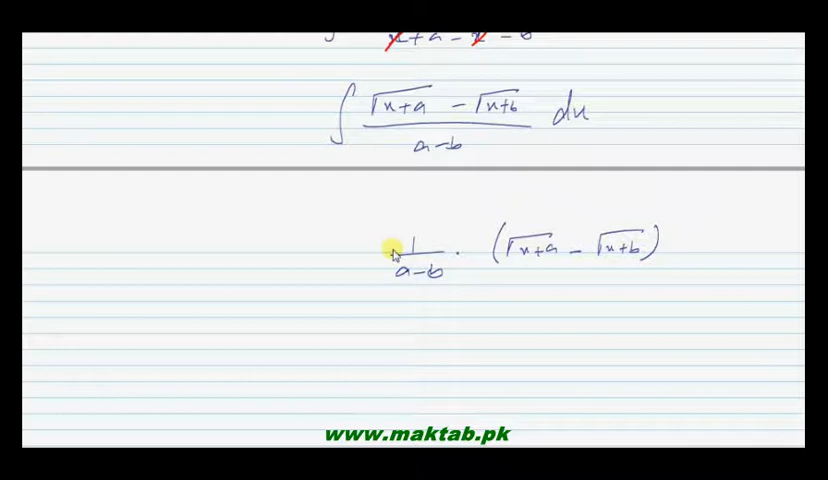 x + a - x - b
∫ (√x+a - √x+b) / (a-b) dx
1/(a-b) · (√x+a - √x+b)
www.maktab.pk